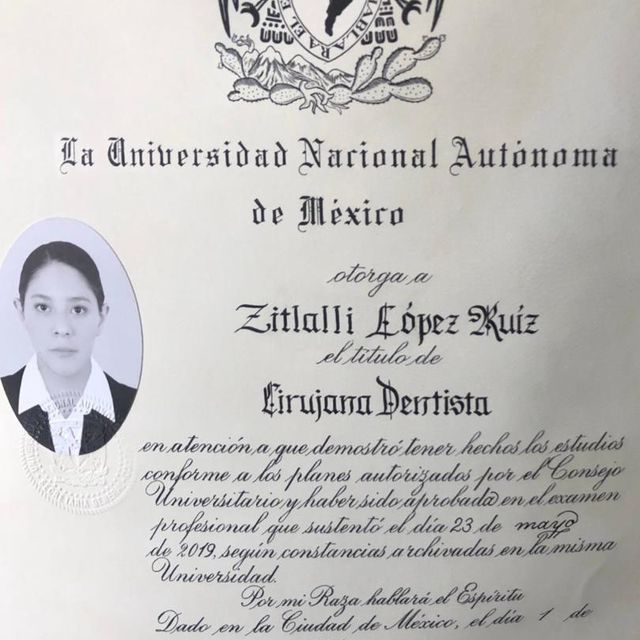 HABLARA EL
La Universidad Nacional Autónoma
de México
otorga a
Zitlalli López Ruiz
el título de
Cirujana Dentista
en atención a que demostró tener hechos los estudios
conforme a los planes autorizados por el Consejo
Universitario y haber sido aprobada en el examen
profesional que sustentó el día 23 de mayo
de 2019, según constancias archivadas en la misma
Universidad.
Por mi Raza hablará el Espíritu
Dado en la Ciudad de México, el día 1 de